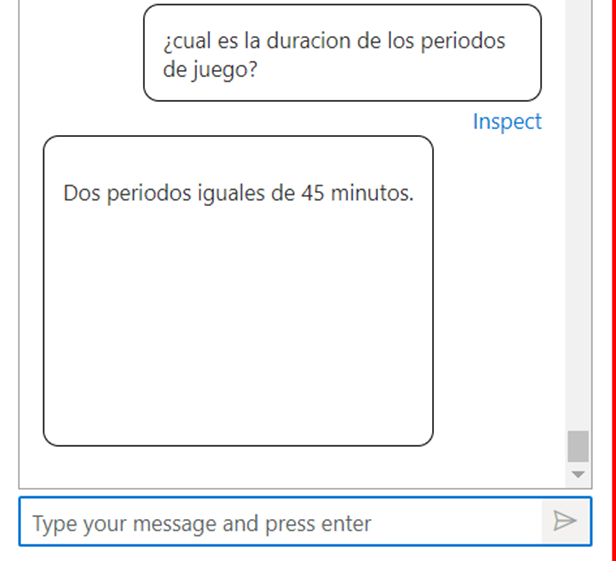 ¿cual es la duracion de los periodos
de juego?
Inspect
Dos periodos iguales de 45 minutos.
Type your message and press enter